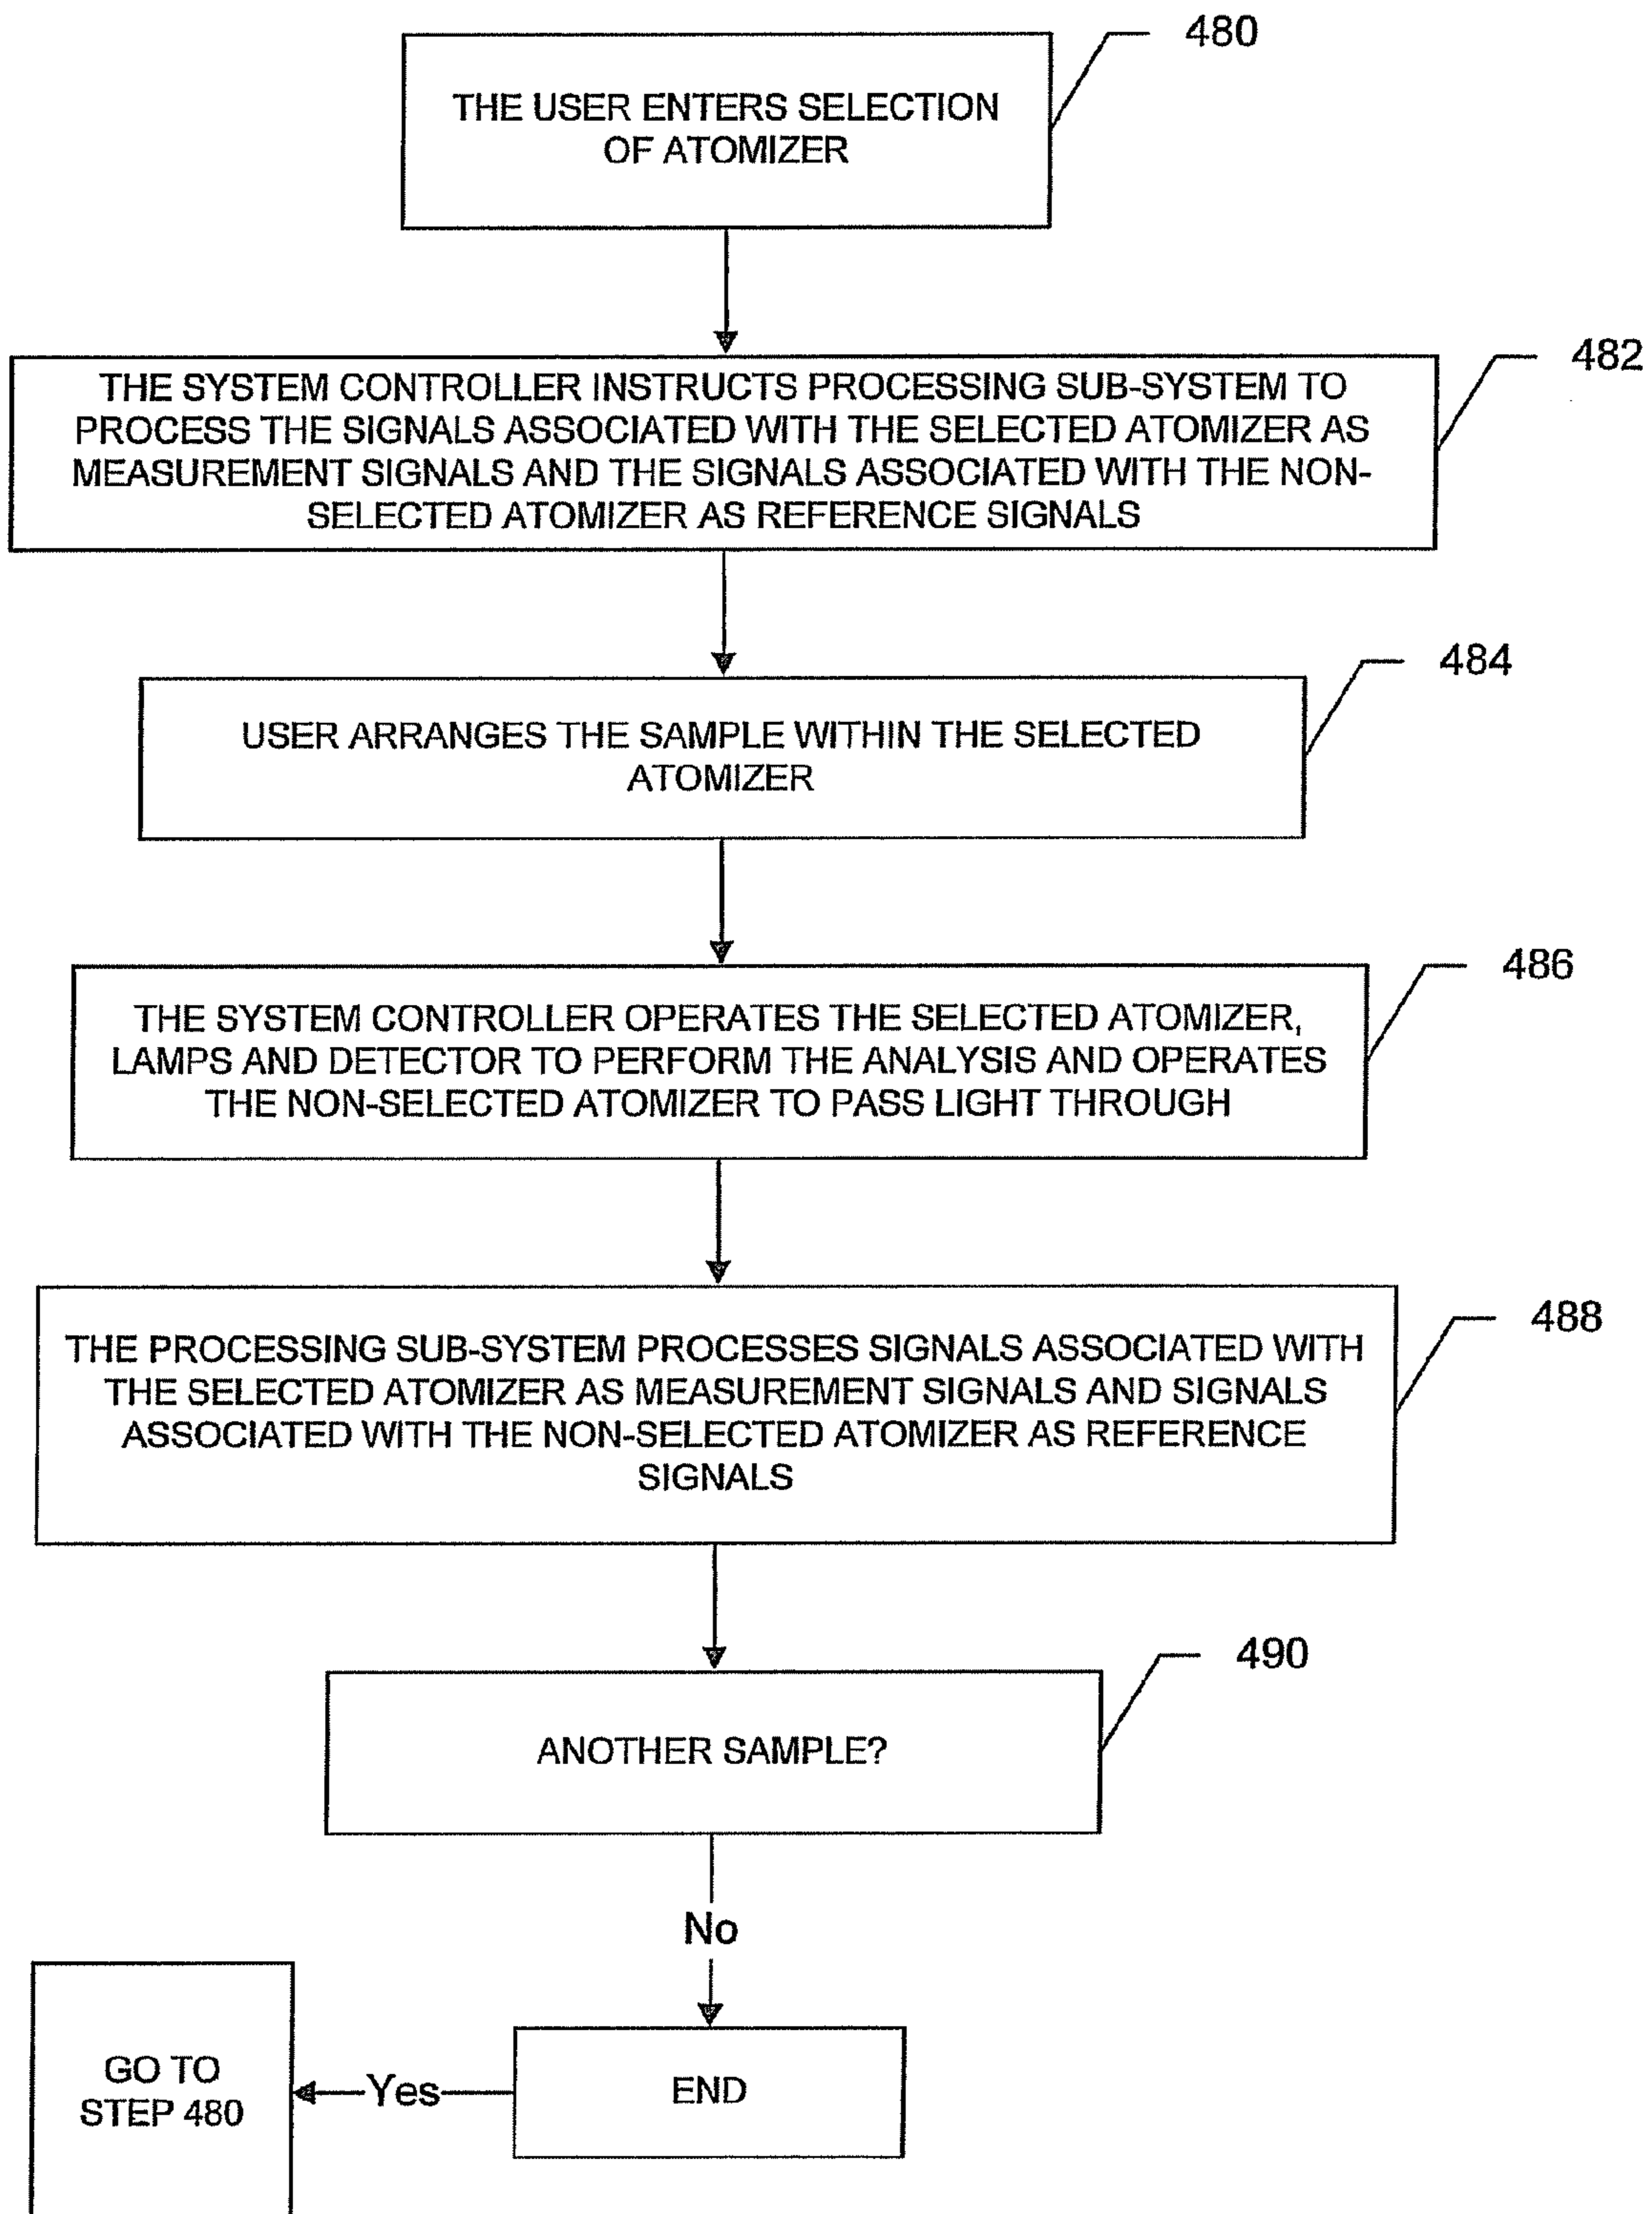 480
THE USER ENTERS SELECTION
OF ATOMIZER
482
THE SYSTEM CONTROLLER INSTRUCTS PROCESSING SUB-SYSTEM TO
PROCESS THE SIGNALS ASSOCIATED WITH THE SELECTED ATOMIZER AS
MEASUREMENT SIGNALS AND THE SIGNALS ASSOCIATED WITH THE NON-
SELECTED ATOMIZER AS REFERENCE SIGNALS
484
USER ARRANGES THE SAMPLE WITHIN THE SELECTED
ATOMIZER
486
THE SYSTEM CONTROLLER OPERATES THE SELECTED ATOMIZER,
LAMPS AND DETECTOR TO PERFORM THE ANALYSIS AND OPERATES
THE NON-SELECTED ATOMIZER TO PASS LIGHT THROUGH
488
THE PROCESSING SUB-SYSTEM PROCESSES SIGNALS ASSOCIATED WITH
THE SELECTED ATOMIZER AS MEASUREMENT SIGNALS AND SIGNALS
ASSOCIATED WITH THE NON-SELECTED ATOMIZER AS REFERENCE
SIGNALS
490
ANOTHER SAMPLE?
No
GO TO
STEP 480
Yes
END